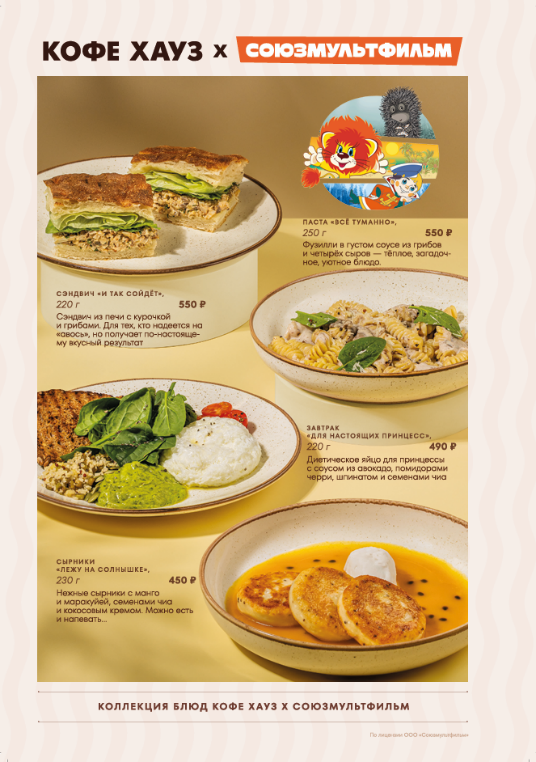 КОФЕ ХАУЗ х СОЮЗМУЛЬТФИЛЬМ
ПАСТА «ВСЁ ТУМАННО»,
250 г 550 ₽
Фузилли в густом соусе из грибов
и четырёх сыров — тёплое, загадоч-
ное, уютное блюдо.
СЭНДВИЧ «И ТАК СОЙДЁТ»,
220 г 550 ₽
Сэндвич из печи с курочкой
и грибами. Для тех, кто надеется на
«авось», но получает по-настояще-
му вкусный результат
ЗАВТРАК
«ДЛЯ НАСТОЯЩИХ ПРИНЦЕСС»,
220 г 490 ₽
Диетическое яйцо для принцессы
с соусом из авокадо, помидорами
черри, шпинатом и семенами чиа
СЫРНИКИ
«ЛЕЖУ НА СОЛНЫШКЕ»,
230 г 450 ₽
Нежные сырники с манго
и маракуйей, семенами чиа
и кокосовым кремом. Можно есть
и напевать...
КОЛЛЕКЦИЯ БЛЮД КОФЕ ХАУЗ Х СОЮЗМУЛЬТФИЛЬМ
По лицензии ООО «Союзмультфильм»